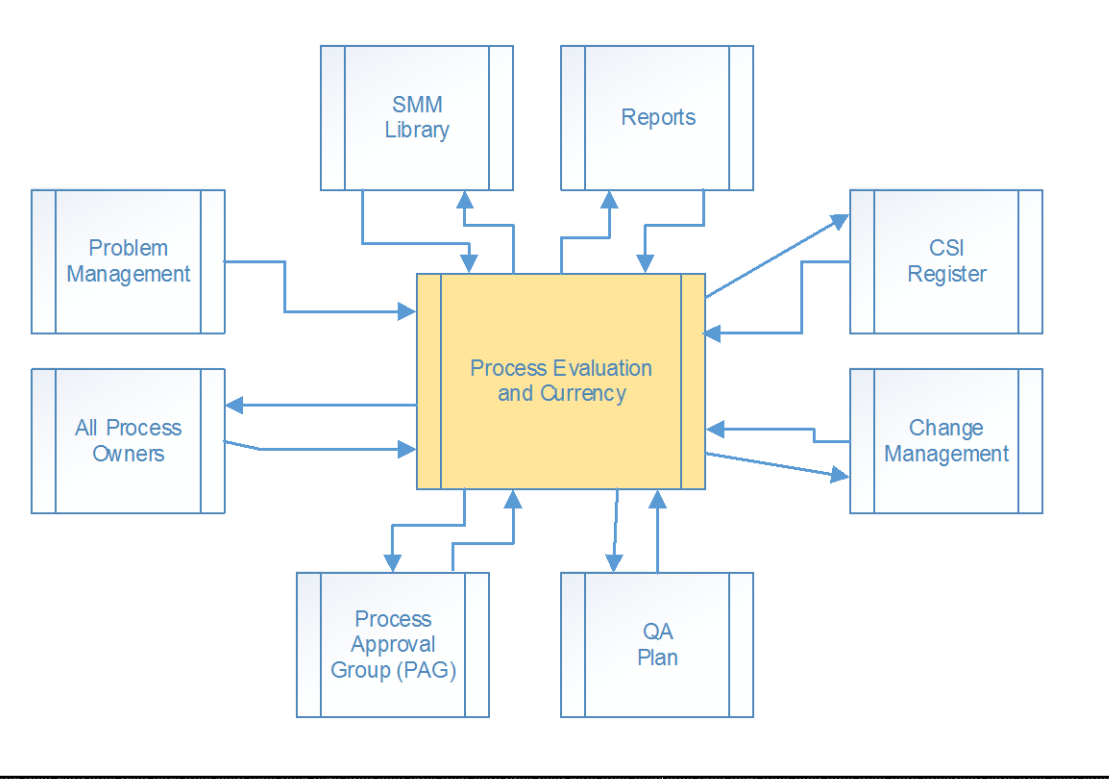 SMM
Library
Reports
Problem
Management
CSI
Register
Process Evaluation
and Currency
All Process
Owners
Change
Management
Process
Approval
Group (PAG)
QA
Plan